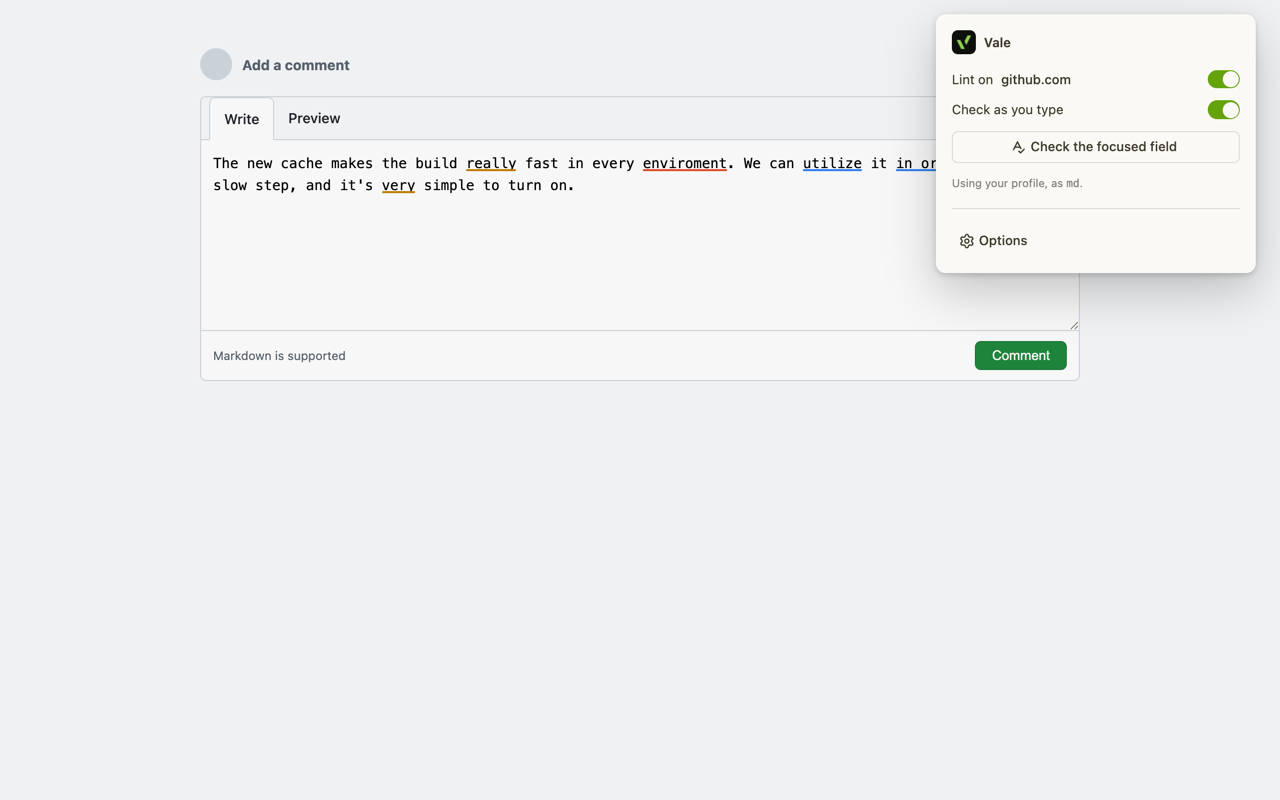 Add a comment
Write
Preview
The new cache makes the build really fast in every enviroment. We can utilize it in
slow step, and it's very simple to turn on.
Markdown is supported
Comment
Vale
Lint on github.com
Check as you type
Check the focused field
Using your profile, as md.
Options